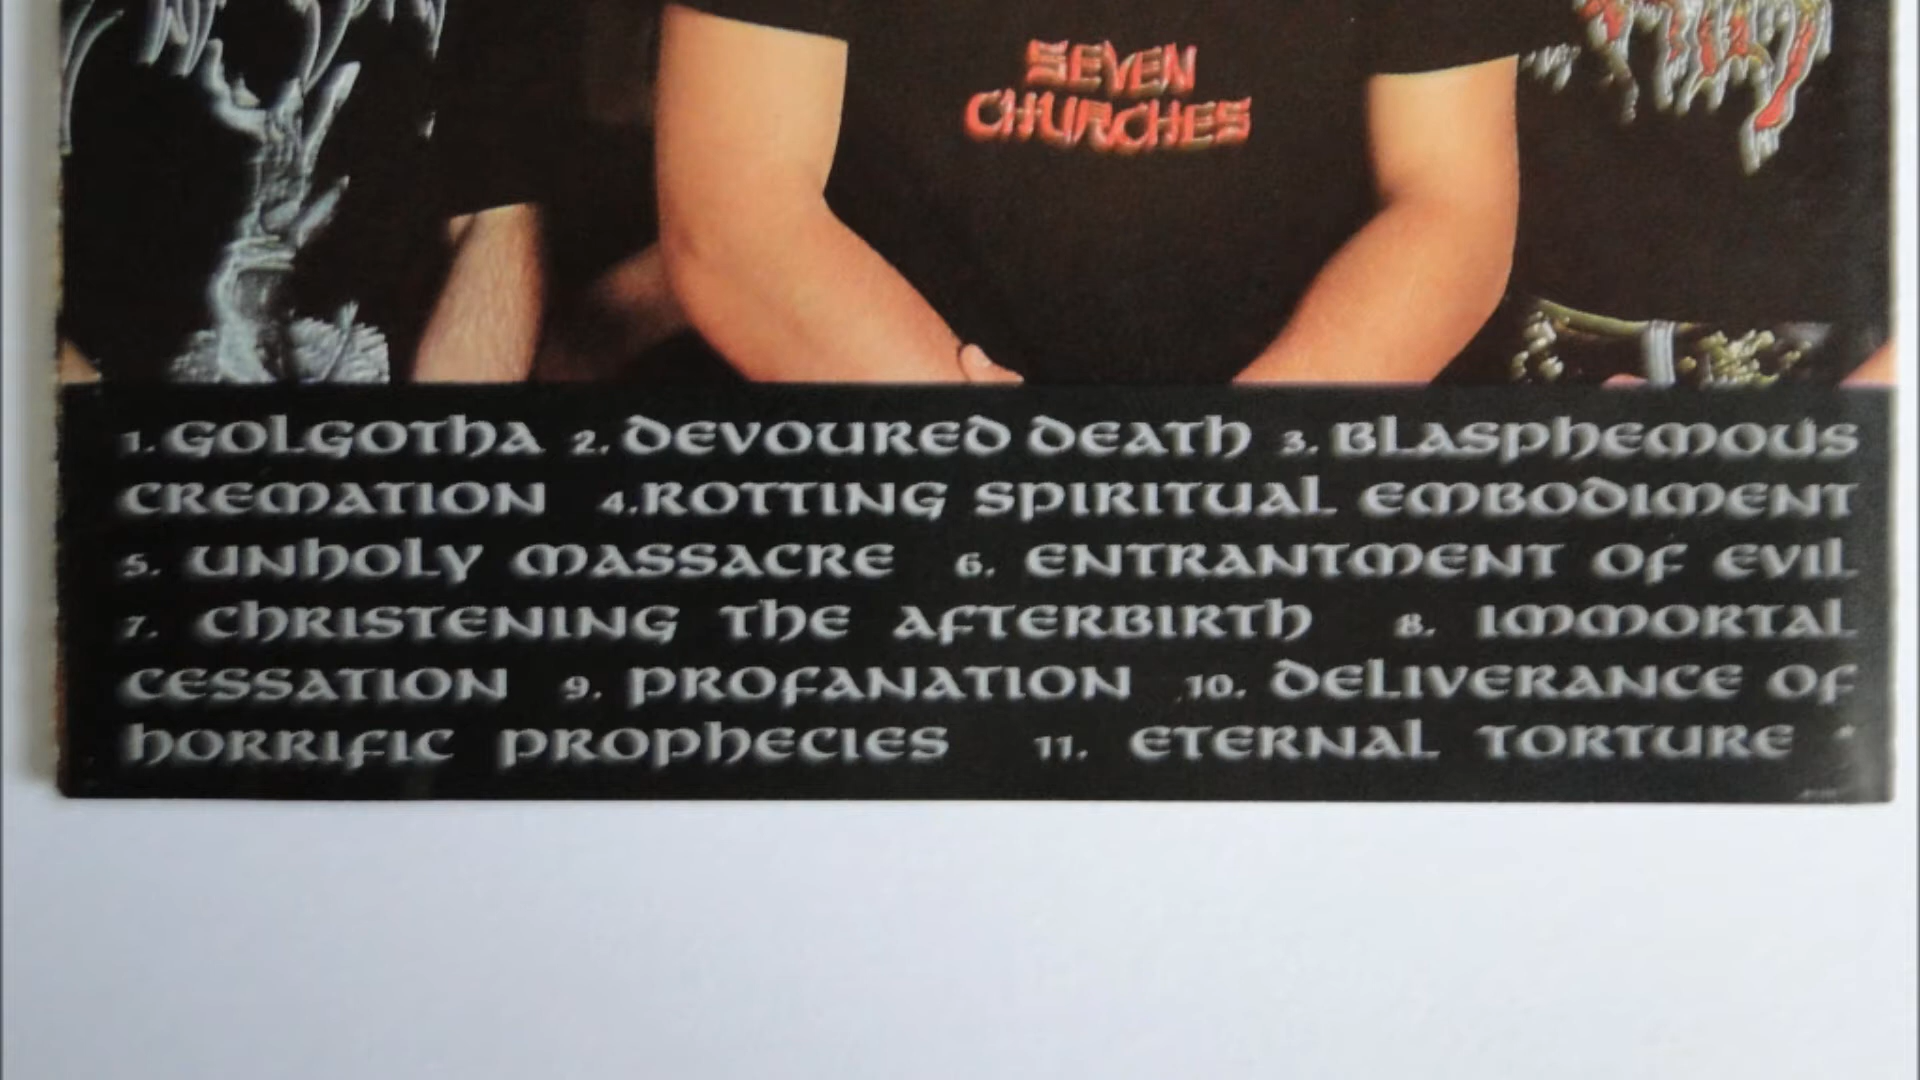 SEVEN
CHURCHES
1. GOLGOTHA 2. DEVOURED DEATH 3. BLASPHEMOUS
CREMATION 4. ROTTING SPIRITUAL EMBODIMENT
5. UNHOLY MASSACRE 6. ENTRANTMENT OF EVIL
7. CHRISTENING THE AFTERBIRTH 8. IMMORTAL
CESSATION 9. PROFANATION 10. DELIVERANCE OF
HORRIFIC PROPHECIES 11. ETERNAL TORTURE *